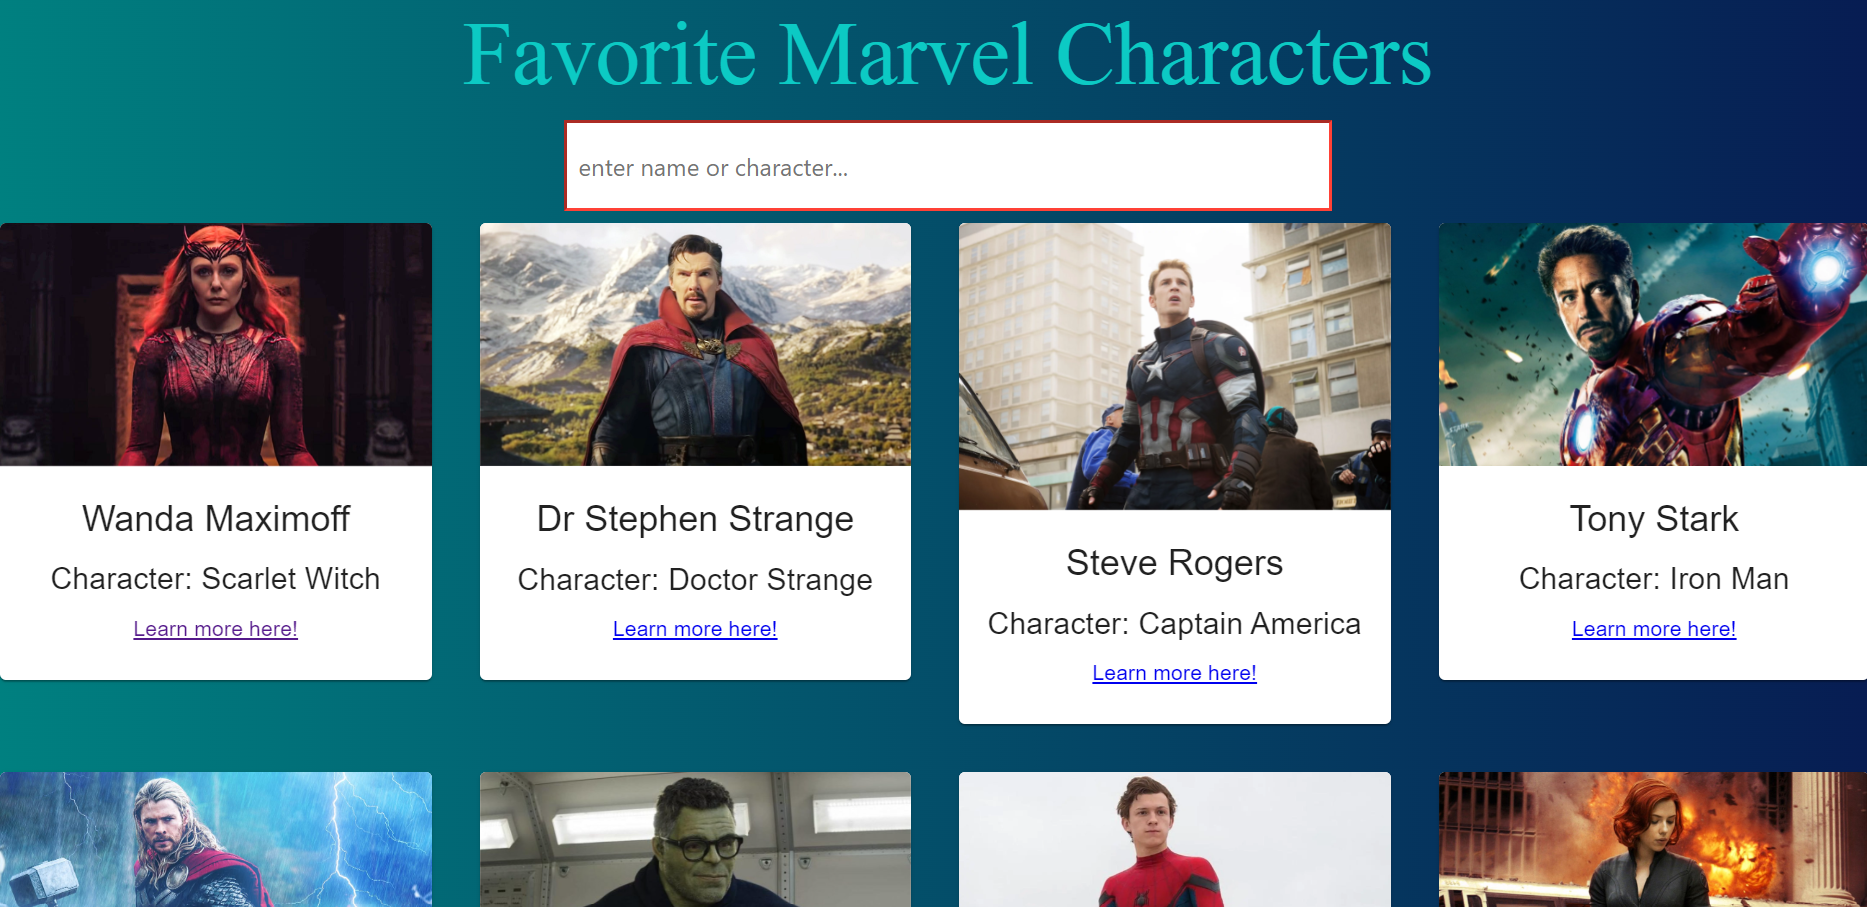 Favorite Marvel Characters
enter name or character...
Wanda Maximoff
Character: Scarlet Witch
Learn more here!
Dr Stephen Strange
Character: Doctor Strange
Learn more here!
Steve Rogers
Character: Captain America
Learn more here!
Tony Stark
Character: Iron Man
Learn more here!